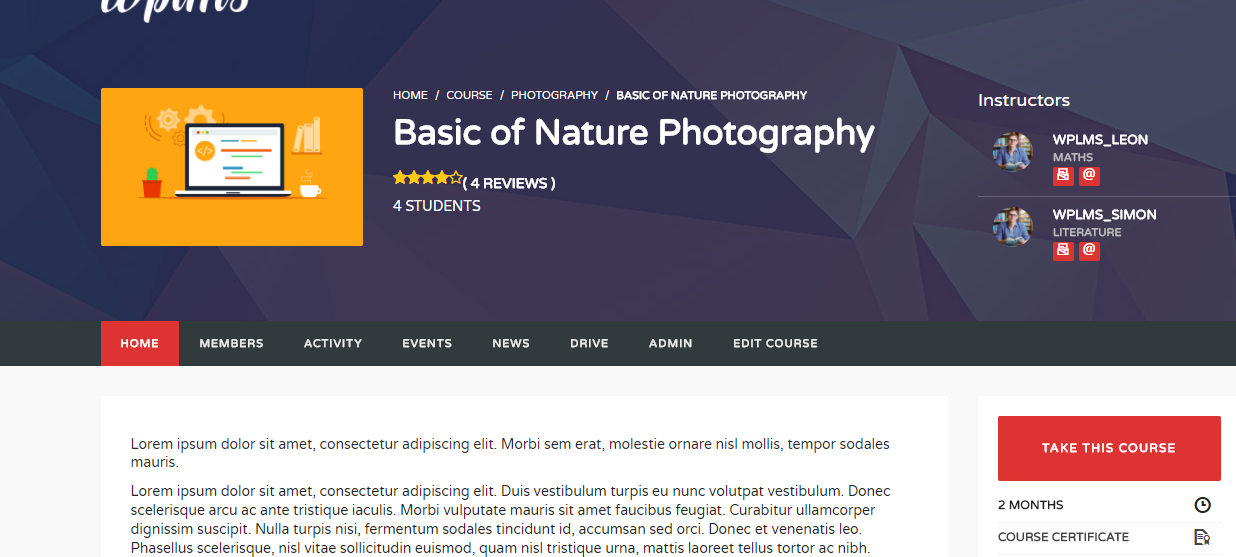 wplms
HOME / COURSE / PHOTOGRAPHY / BASIC OF NATURE PHOTOGRAPHY
Basic of Nature Photography
( 4 REVIEWS )
4 STUDENTS
Instructors
WPLMS_LEON
MATHS
@
WPLMS_SIMON
LITERATURE
@
HOME MEMBERS ACTIVITY EVENTS NEWS DRIVE ADMIN EDIT COURSE
Lorem ipsum dolor sit amet, consectetur adipiscing elit. Morbi sem erat, molestie ornare nisl mollis, tempor sodales
mauris.
Lorem ipsum dolor sit amet, consectetur adipiscing elit. Duis vestibulum turpis eu nunc volutpat vestibulum. Donec
scelerisque arcu ac ante tristique iaculis. Morbi vulputate mauris sit amet faucibus feugiat. Curabitur ullamcorper
dignissim suscipit. Nulla turpis nisi, fermentum sodales tincidunt id, accumsan sed orci. Donec et venenatis leo.
Phasellus scelerisque, nisl vitae sollicitudin euismod, quam nisl tristique urna, mattis laoreet tellus tortor ac nibh.
TAKE THIS COURSE
2 MONTHS
COURSE CERTIFICATE